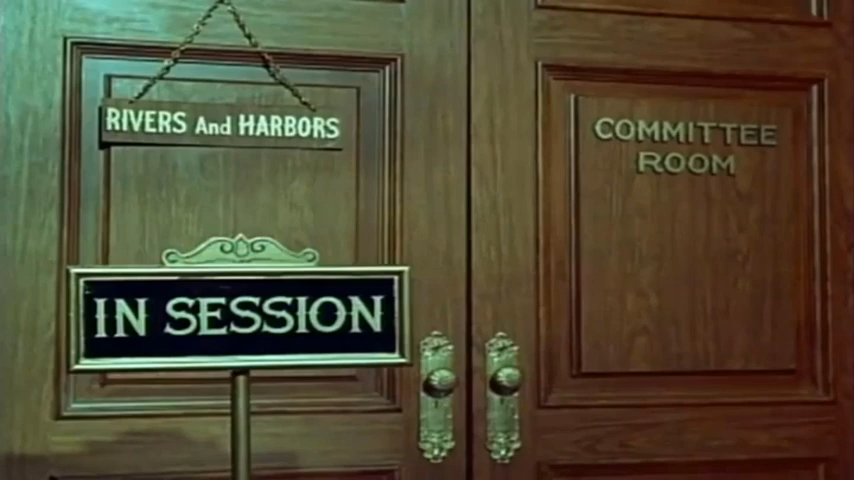 RIVERS And HARBORS
COMMITTEE
ROOM
IN SESSION